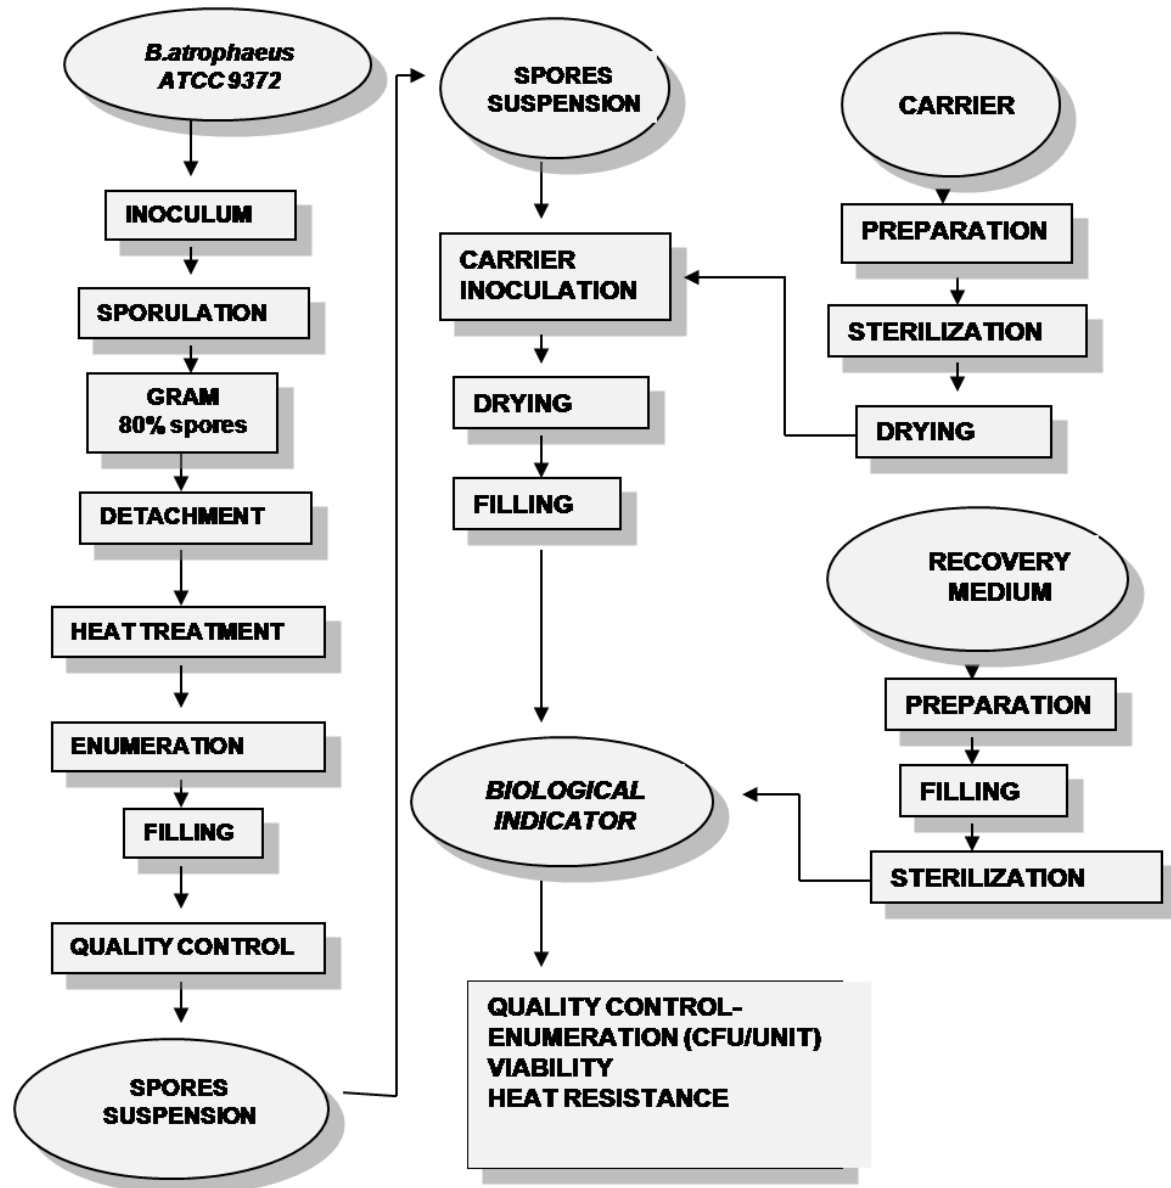 B.atrophaeus
ATCC 9372
INOCULUM
SPORULATION
GRAM
80% spores
DETACHMENT
HEAT TREATMENT
ENUMERATION
FILLING
QUALITY CONTROL
SPORES
SUSPENSION
SPORES
SUSPENSION
CARRIER
INOCULATION
DRYING
FILLING
BIOLOGICAL
INDICATOR
QUALITY CONTROL-
ENUMERATION (CFU/UNIT)
VIABILITY
HEAT RESISTANCE
CARRIER
PREPARATION
STERILIZATION
DRYING
RECOVERY
MEDIUM
PREPARATION
FILLING
STERILIZATION